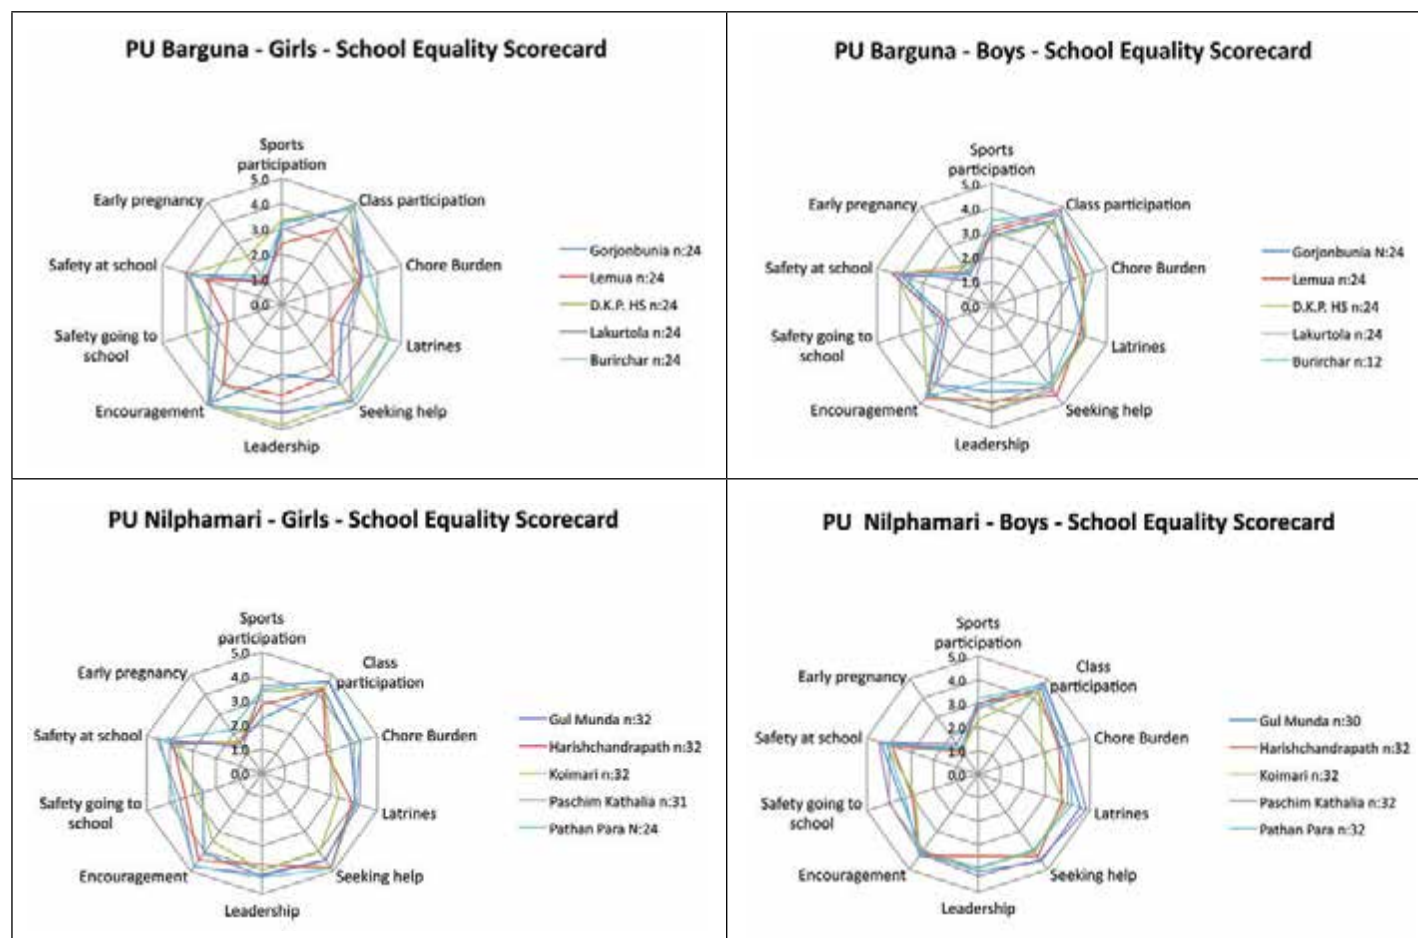 PU Barguna - Girls - School Equality Scorecard
Sports
participation
5.0
4.0
3.0
2.0
1.0
0.0
Class participation
Chore Burden
Latrines
Seeking help
Leadership
Encouragement
Safety going to
school
Safety at school
Early pregnancy
Gorjonbunia n:24
Lemua n:24
D.K.P. HS n:24
Lakurtola n:24
Burirchar n:24
PU Barguna - Boys - School Equality Scorecard
Sports
participation
5.0
4.0
3.0
2.0
1.0
0.0
Class participation
Chore Burden
Latrines
Seeking help
Leadership
Encouragement
Safety going to
school
Safety at school
Early pregnancy
Gorjonbunia N:24
Lemua n:24
D.K.P. HS n:24
Lakurtola n:24
Burirchar n:12
PU Nilphamari - Girls - School Equality Scorecard
Sports
participation
5.0
4.0
3.0
2.0
1.0
0.0
Class
participation
Chore Burden
Latrines
Seeking help
Leadership
Encouragement
Safety going to
school
Safety at school
Early pregnancy
Gul Munda n:32
Harishchandrapath n:32
Koimari n:32
Paschim Kathalia n:31
Pathan Para N:24
PU Nilphamari - Boys - School Equality Scorecard
Sports
participation
5.0
4.0
3.0
2.0
1.0
0.0
Class
participation
Chore Burden
Latrines
Seeking help
Leadership
Encouragement
Safety going to
school
Safety at school
Early pregnancy
Gul Munda n:30
Harishchandrapath n:32
Koimari n:32
Paschim Kathalia n:32
Pathan Para n:32